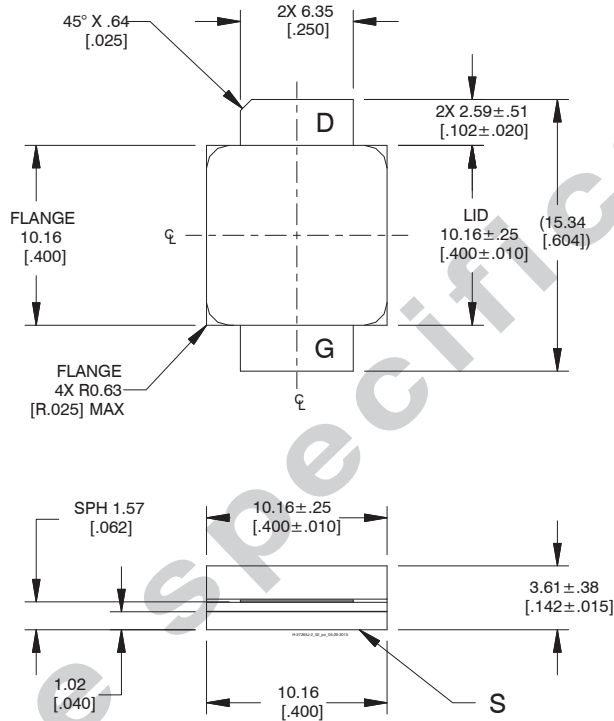 45° X .64
[.025]
2X 6.35
[.250]
D
2X 2.59±.51
[.102±.020]
FLANGE
10.16
[.400]
℄
LID
10.16±.25
[.400±.010]
(15.34
[.604])
G
FLANGE
4X R0.63
[R.025] MAX
℄
SPH 1.57
[.062]
10.16±.25
[.400±.010]
3.61±.38
[.142±.015]
1.02
[.040]
10.16
[.400]
S
e specific